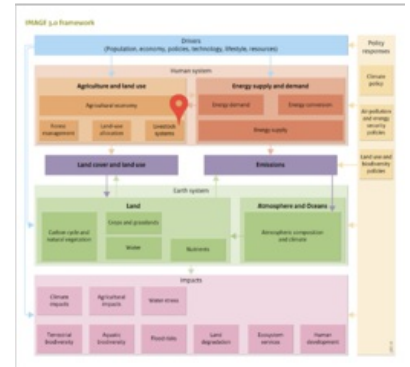 IMAGE 3.0 framework
Drivers
(Population, economy, policies, technology, lifestyle, resources)
Policy
responses
Human system
Agriculture and land use
Energy supply and demand
Climate
policy
Agricultural economy
Energy demand
Energy conversion
Air pollution
and energy
security
policies
Forest
management
Land-use
allocation
Livestock
systems
Energy supply
Land cover and land use
Emissions
Land use and
biodiversity
policies
Earth system
Land
Atmosphere and Oceans
Carbon cycle and
natural vegetation
Crops and grasslands
Water
Nutrients
Atmospheric composition
and climate
Impacts
Climate
impacts
Agricultural
impacts
Water stress
Terrestrial
biodiversity
Aquatic
biodiversity
Flood risks
Land
degradation
Ecosystem
services
Human
development